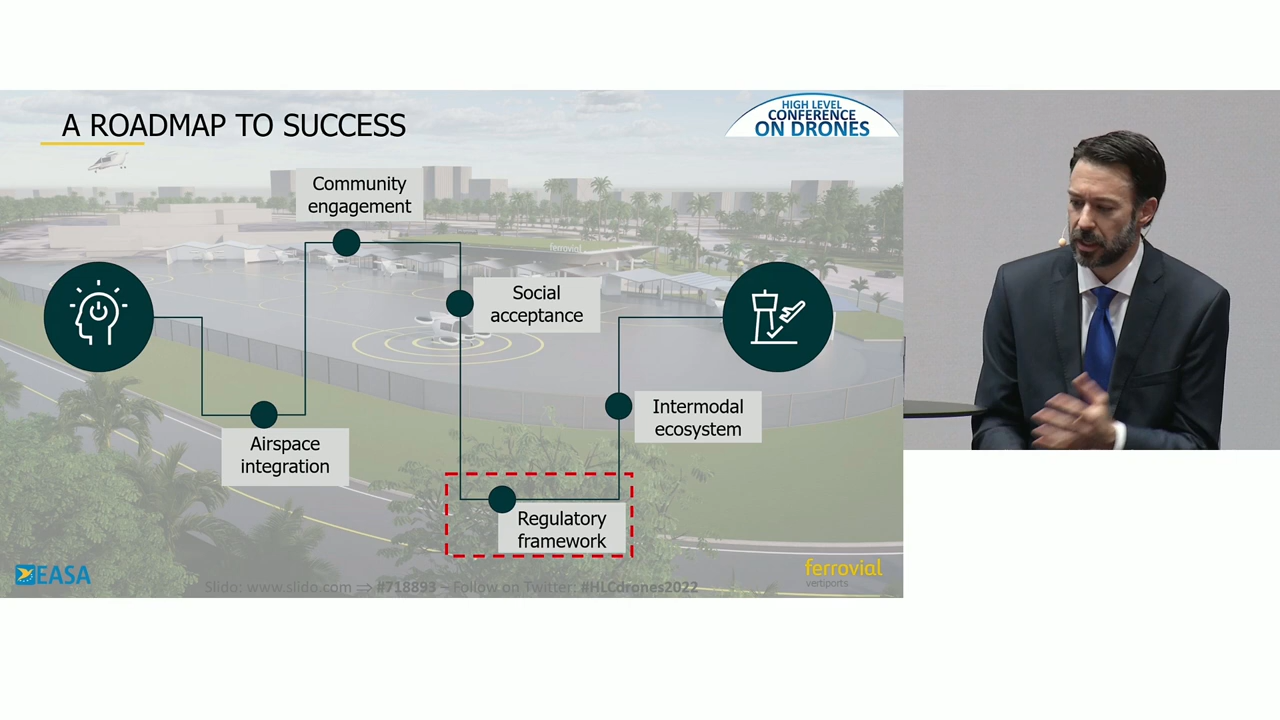 A ROADMAP TO SUCCESS
HIGH LEVEL
CONFERENCE
ON DRONES
Community
engagement
ferrovial
Social
acceptance
Intermodal
ecosystem
Airspace
integration
Regulatory
framework
EASA
Slido: www.slido.com ⇒ #718893 – Follow on Twitter: #HLCdrones2022
ferrovial
vertiports